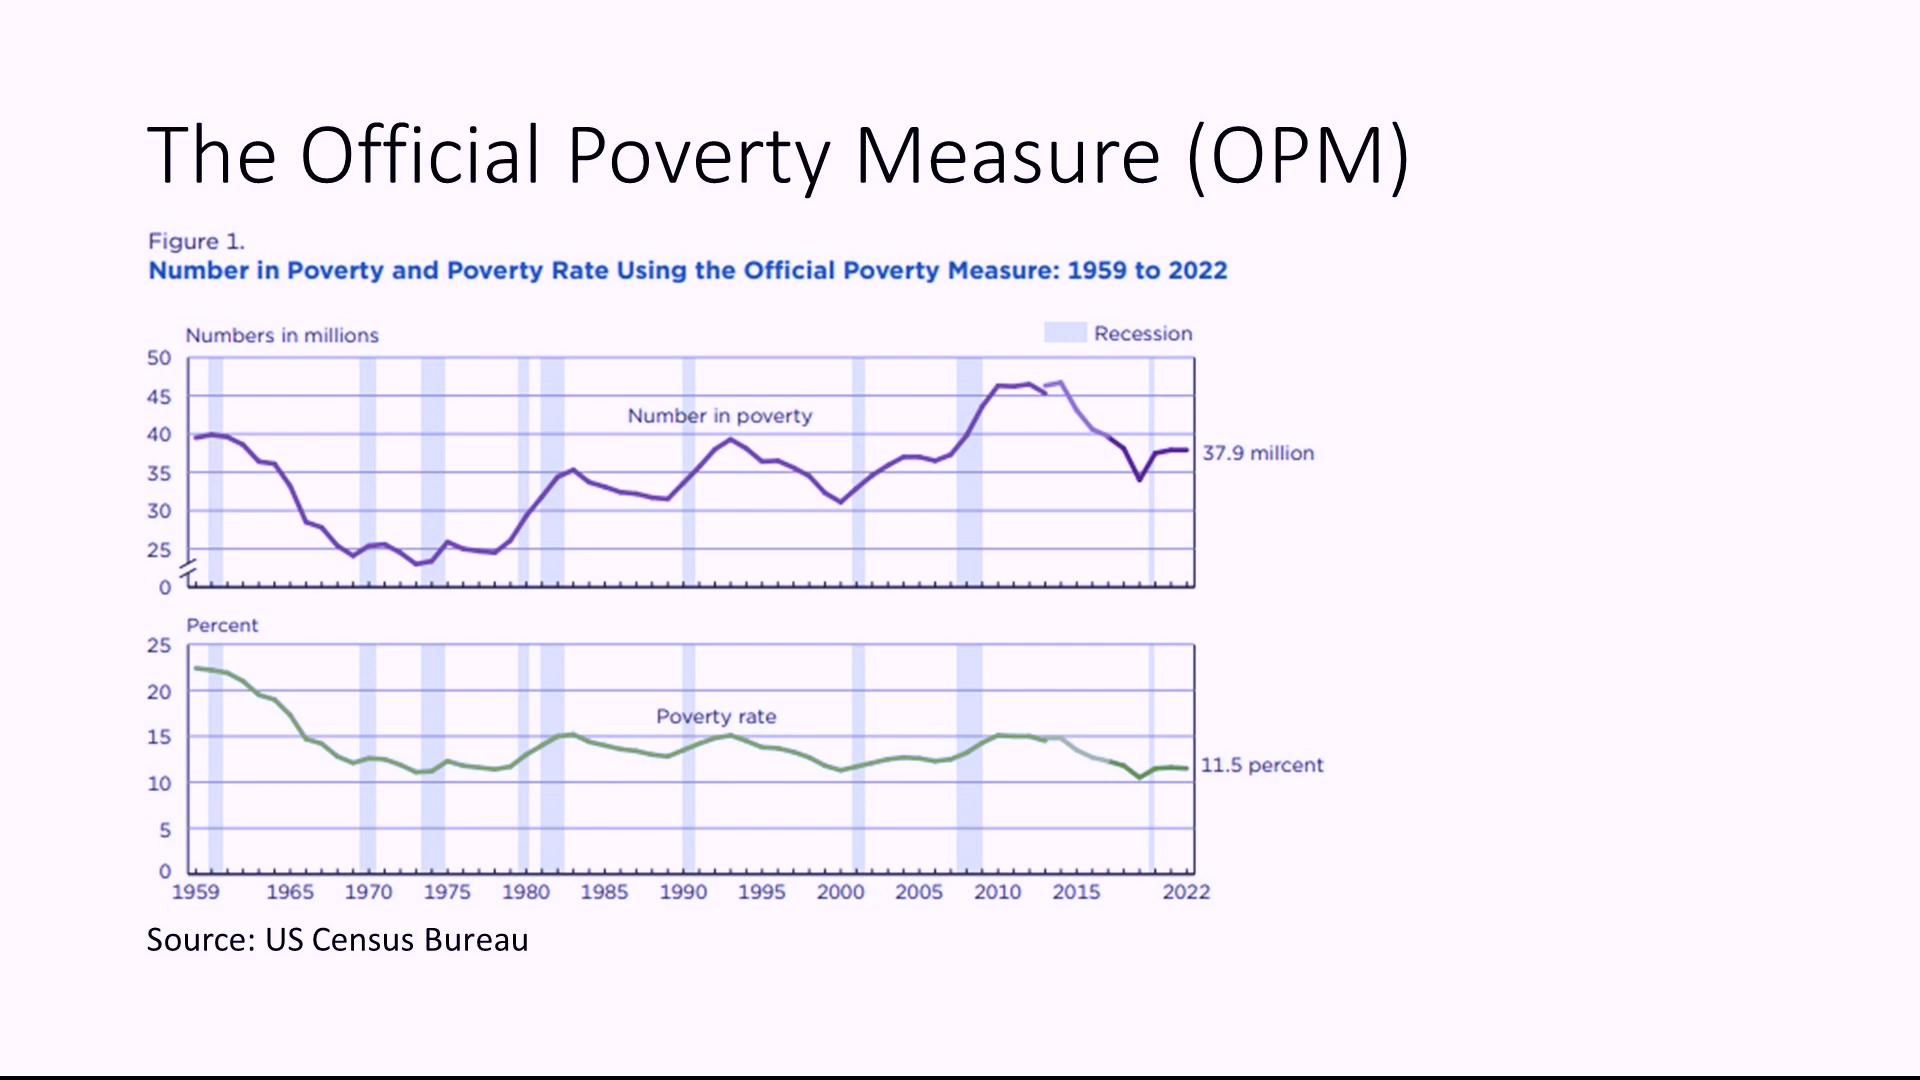 The Official Poverty Measure (OPM)
Figure 1.
Number in Poverty and Poverty Rate Using the Official Poverty Measure: 1959 to 2022
Numbers in millions
Recession
50
45
40
35
30
25
0
Number in poverty
37.9 million
Percent
25
20
15
10
5
0
Poverty rate
11.5 percent
1959 1965 1970 1975 1980 1985 1990 1995 2000 2005 2010 2015 2022
Source: US Census Bureau